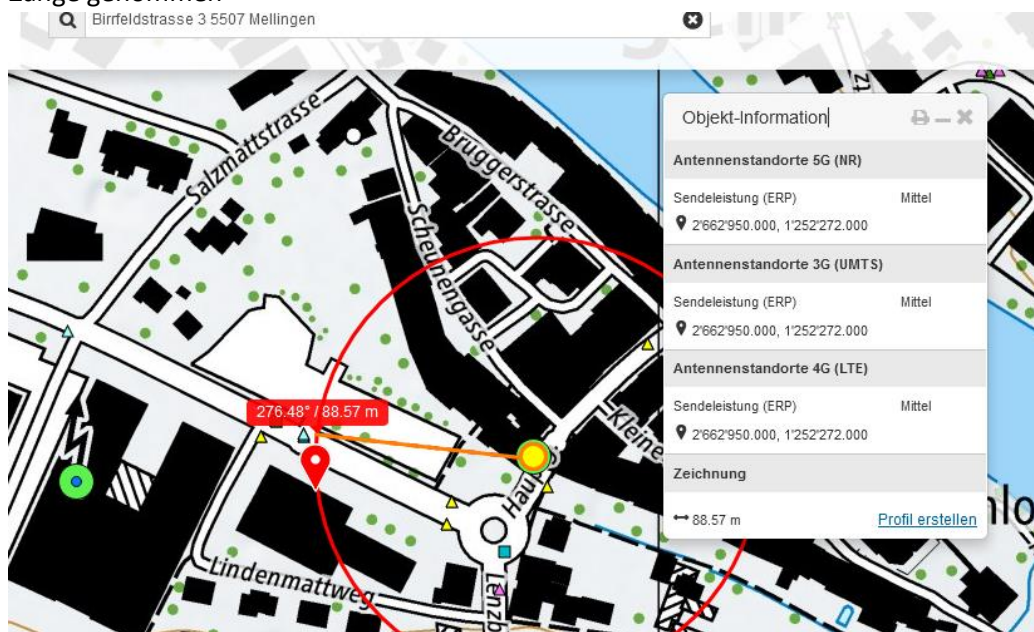 Länge genommen
Birrfeldstrasse 3 5507 Mellingen
Objekt-Information
Antennenstandorte 5G (NR)
Sendeleistung (ERP) Mittel
2'662'950.000, 1'252'272.000
Antennenstandorte 3G (UMTS)
Sendeleistung (ERP) Mittel
2'662'950.000, 1'252'272.000
Antennenstandorte 4G (LTE)
Sendeleistung (ERP) Mittel
2'662'950.000, 1'252'272.000
Zeichnung
88.57 m Profil erstellen
Salzmattstrasse
Bruggerstrasse
Scheunengasse
276.48° / 88.57 m
Kleine
Haup
Lindenmattweg
Lenzb
lo